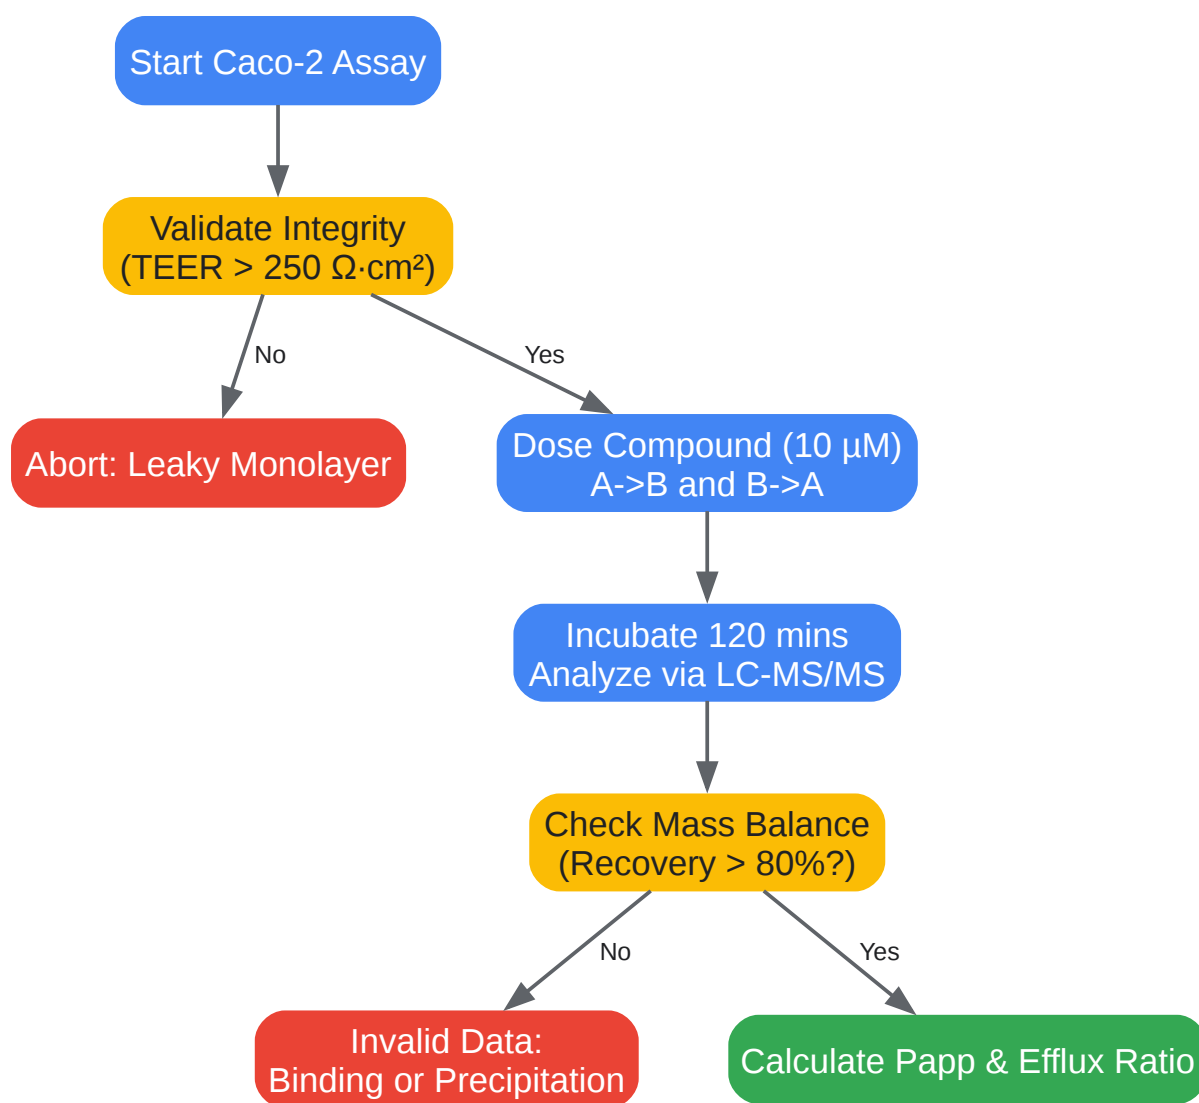 Start Caco-2 Assay
Validate Integrity
(TEER > 250 Ω·cm²)
No
Yes
Abort: Leaky Monolayer
Dose Compound (10 µM)
A->B and B->A
Incubate 120 mins
Analyze via LC-MS/MS
Check Mass Balance
(Recovery > 80%?)
No
Yes
Invalid Data:
Binding or Precipitation
Calculate Papp & Efflux Ratio